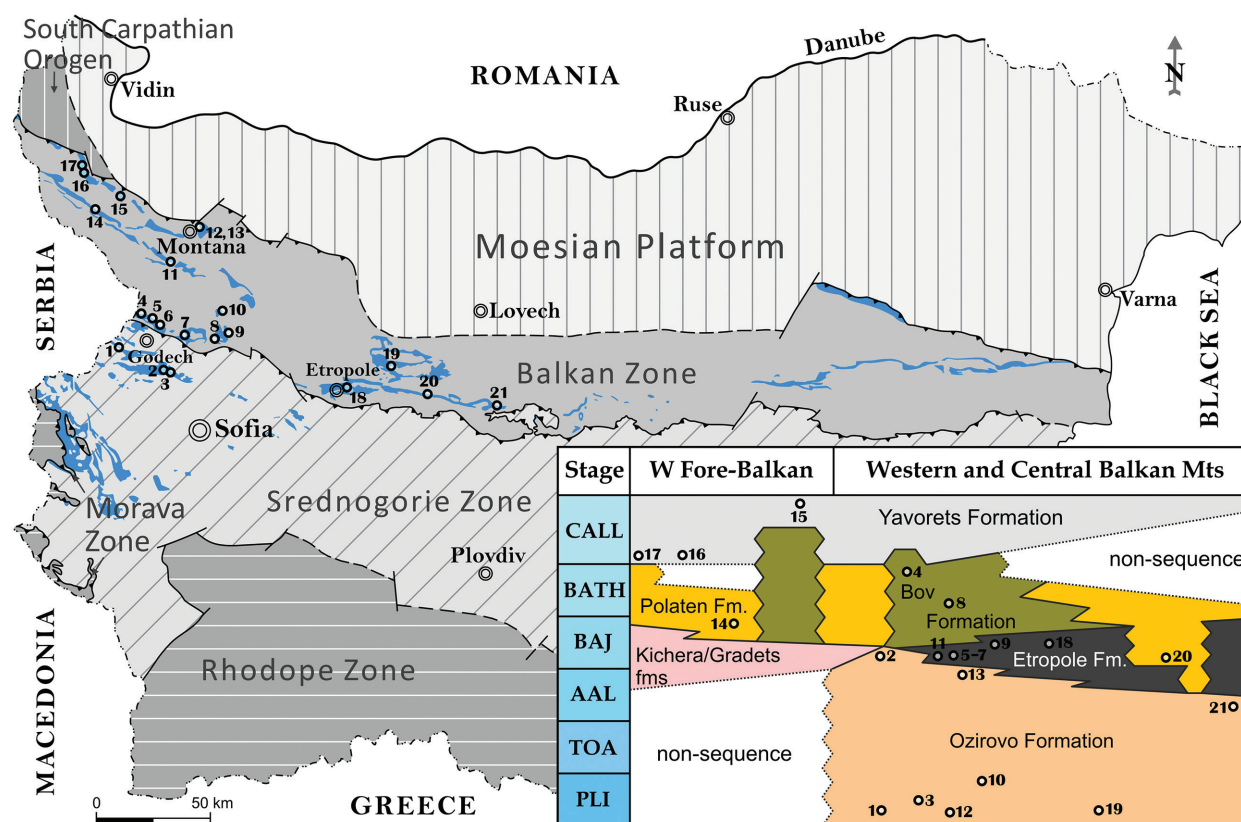 South Carpathian
Orogen
Vidin
ROMANIA
Danube
N
Ruse
17
16
15
14
12,13
Montana
11
Moesian Platform
SERBIA
4
5
6
7
8
10
9
1
Godech
2
3
Lovech
Varna
BLACK SEA
19
Etropole
18
20
21
Balkan Zone
Sofia
Srednogorie Zone
Morava
Zone
Plovdiv
Rhodope Zone
MACEDONIA
GREECE
0 50 km
Stage W Fore-Balkan Western and Central Balkan Mts
CALL
15
Yavorets Formation
17 16
non-sequence
BATH
4
Bov
8
Formation
Polaten Fm.
14
BAJ
Kichera/Gradets
fms
2
11
5-7
9
18
Etropole Fm.
20
13
AAL
21
TOA
non-sequence
Ozirovo Formation
PLI
10
1
3
12
19